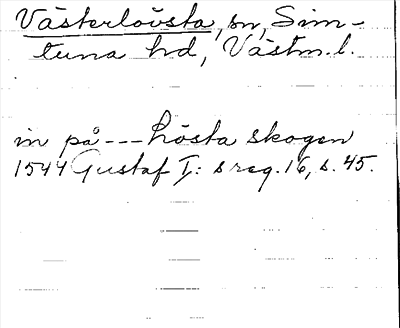 Västerlövsta, sn, Sim-
tuna hd, Västm.l.
in på --- Lösta skogen
1544 Gustaf I: s reg. 16, s. 45.